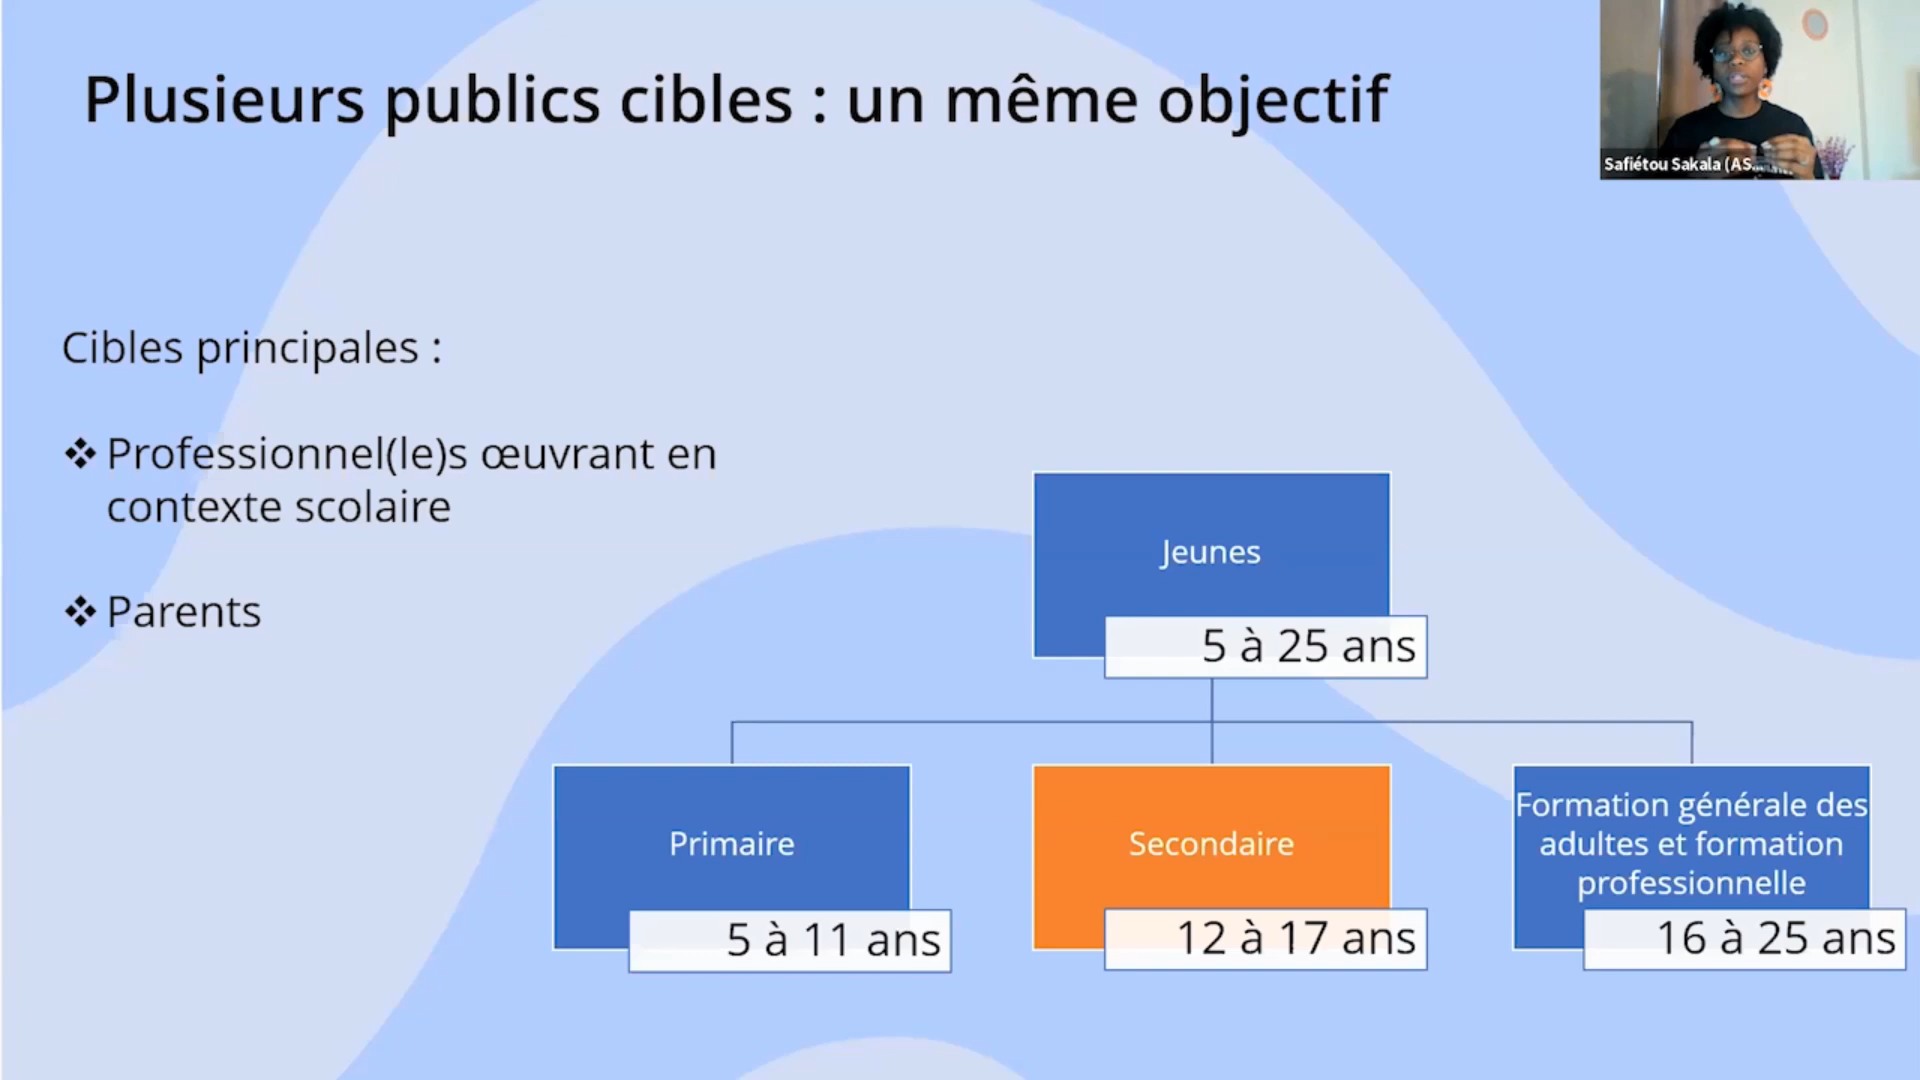 Plusieurs publics cibles : un même objectif
Safiétou Sakala (AS...
Cibles principales :
❖ Professionnel(le)s œuvrant en
contexte scolaire
❖ Parents
Jeunes
5 à 25 ans
Primaire
5 à 11 ans
Secondaire
12 à 17 ans
Formation générale des
adultes et formation
professionnelle
16 à 25 ans